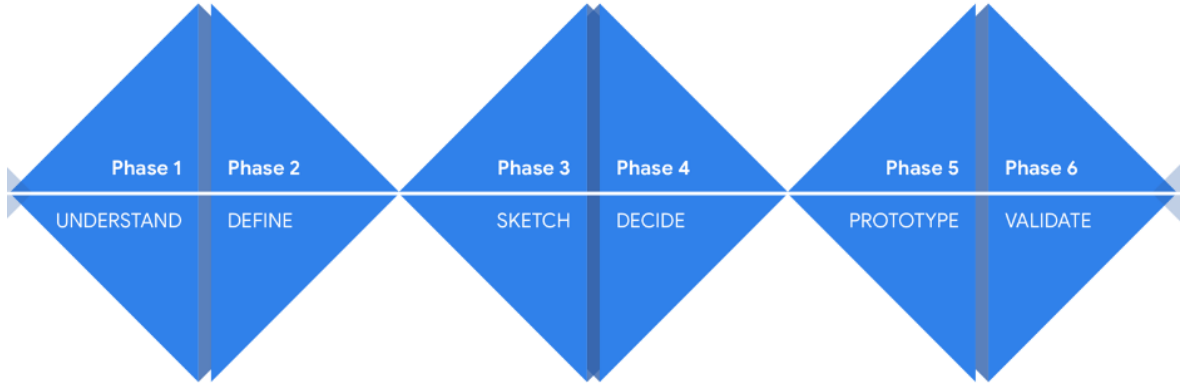 Phase 1
Phase 2
Phase 3
Phase 4
Phase 5
Phase 6
UNDERSTAND
DEFINE
SKETCH
DECIDE
PROTOTYPE
VALIDATE